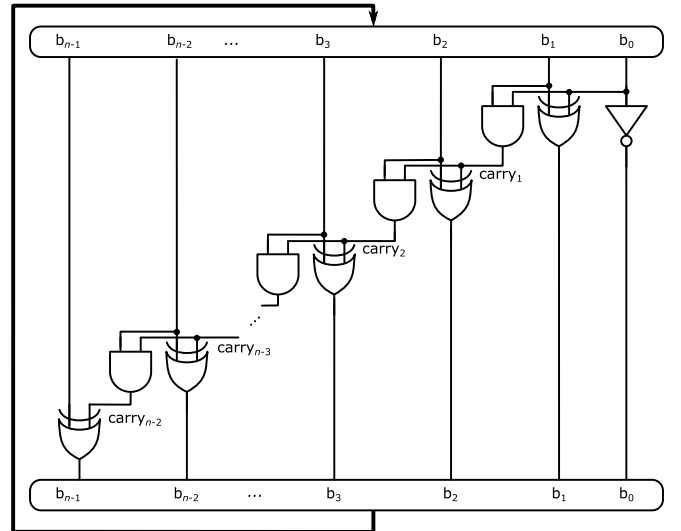 bₙ₋₁ bₙ₋₂ ... b₃ b₂ b₁ b₀
carry₁
carry₂
...
carryₙ₋₃
carryₙ₋₂
bₙ₋₁ bₙ₋₂ ... b₃ b₂ b₁ b₀